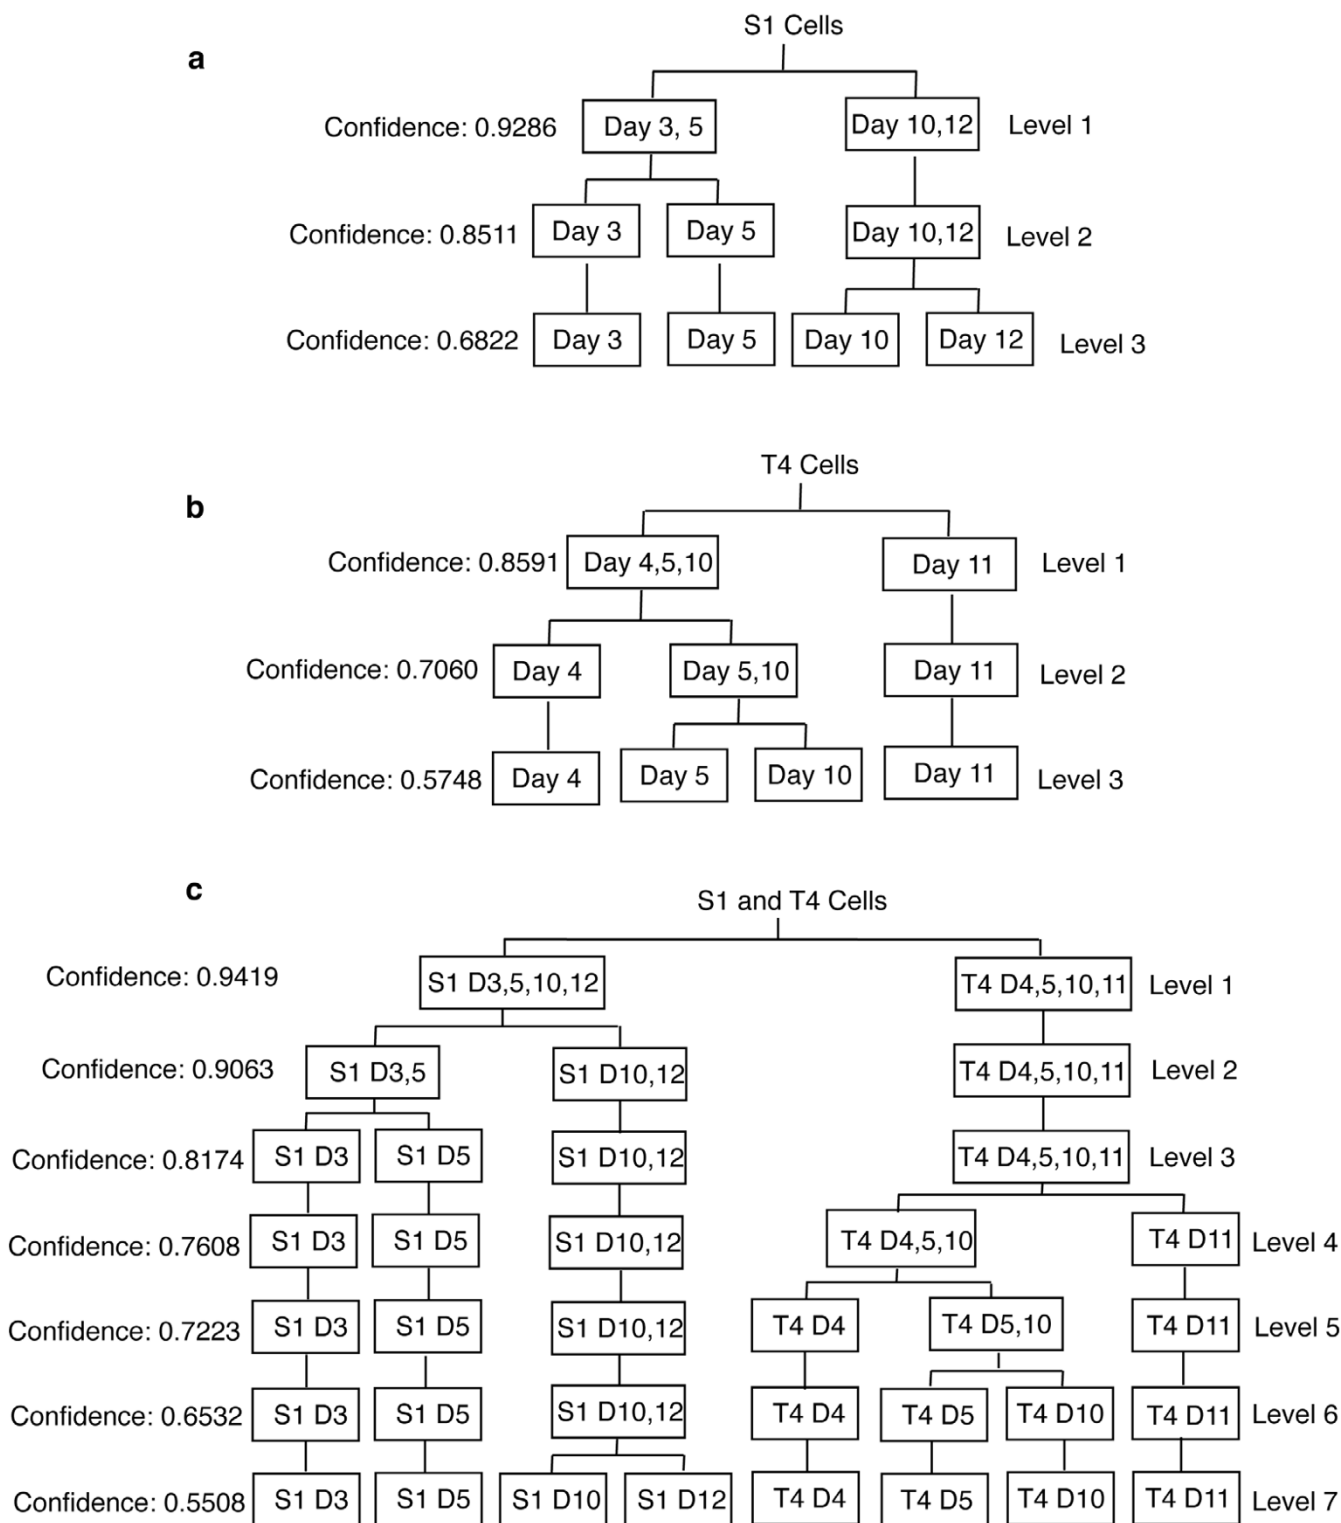 a
S1 Cells
Confidence: 0.9286 Day 3, 5 Day 10,12 Level 1
Confidence: 0.8511 Day 3 Day 5 Day 10,12 Level 2
Confidence: 0.6822 Day 3 Day 5 Day 10 Day 12 Level 3
b
T4 Cells
Confidence: 0.8591 Day 4,5,10 Day 11 Level 1
Confidence: 0.7060 Day 4 Day 5,10 Day 11 Level 2
Confidence: 0.5748 Day 4 Day 5 Day 10 Day 11 Level 3
c
S1 and T4 Cells
Confidence: 0.9419 S1 D3,5,10,12 T4 D4,5,10,11 Level 1
Confidence: 0.9063 S1 D3,5 S1 D10,12 T4 D4,5,10,11 Level 2
Confidence: 0.8174 S1 D3 S1 D5 S1 D10,12 T4 D4,5,10,11 Level 3
Confidence: 0.7608 S1 D3 S1 D5 S1 D10,12 T4 D4,5,10 T4 D11 Level 4
Confidence: 0.7223 S1 D3 S1 D5 S1 D10,12 T4 D4 T4 D5,10 T4 D11 Level 5
Confidence: 0.6532 S1 D3 S1 D5 S1 D10,12 T4 D4 T4 D5 T4 D10 T4 D11 Level 6
Confidence: 0.5508 S1 D3 S1 D5 S1 D10 S1 D12 T4 D4 T4 D5 T4 D10 T4 D11 Level 7